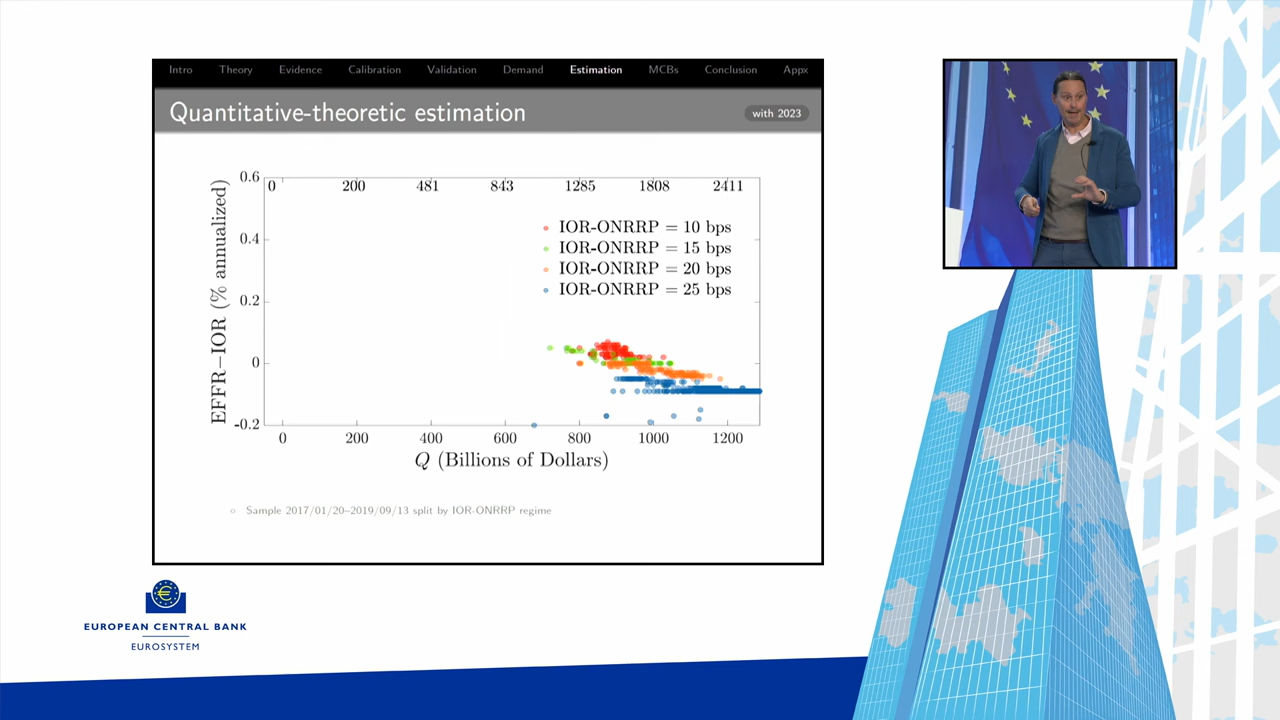 Intro Theory Evidence Calibration Validation Demand Estimation MCBs Conclusion Appx
Quantitative-theoretic estimation
with 2023
0.6
0 200 481 843 1285 1808 2411
IOR-ONRRP = 10 bps
0.4
IOR-ONRRP = 15 bps
IOR-ONRRP = 20 bps
IOR-ONRRP = 25 bps
0.2
0
-0.2
EFFR−IOR (% annualized)
0 200 400 600 800 1000 1200
Q (Billions of Dollars)
Sample 2017/01/20–2019/09/13 split by IOR-ONRRP regime
€
EUROPEAN CENTRAL BANK
EUROSYSTEM